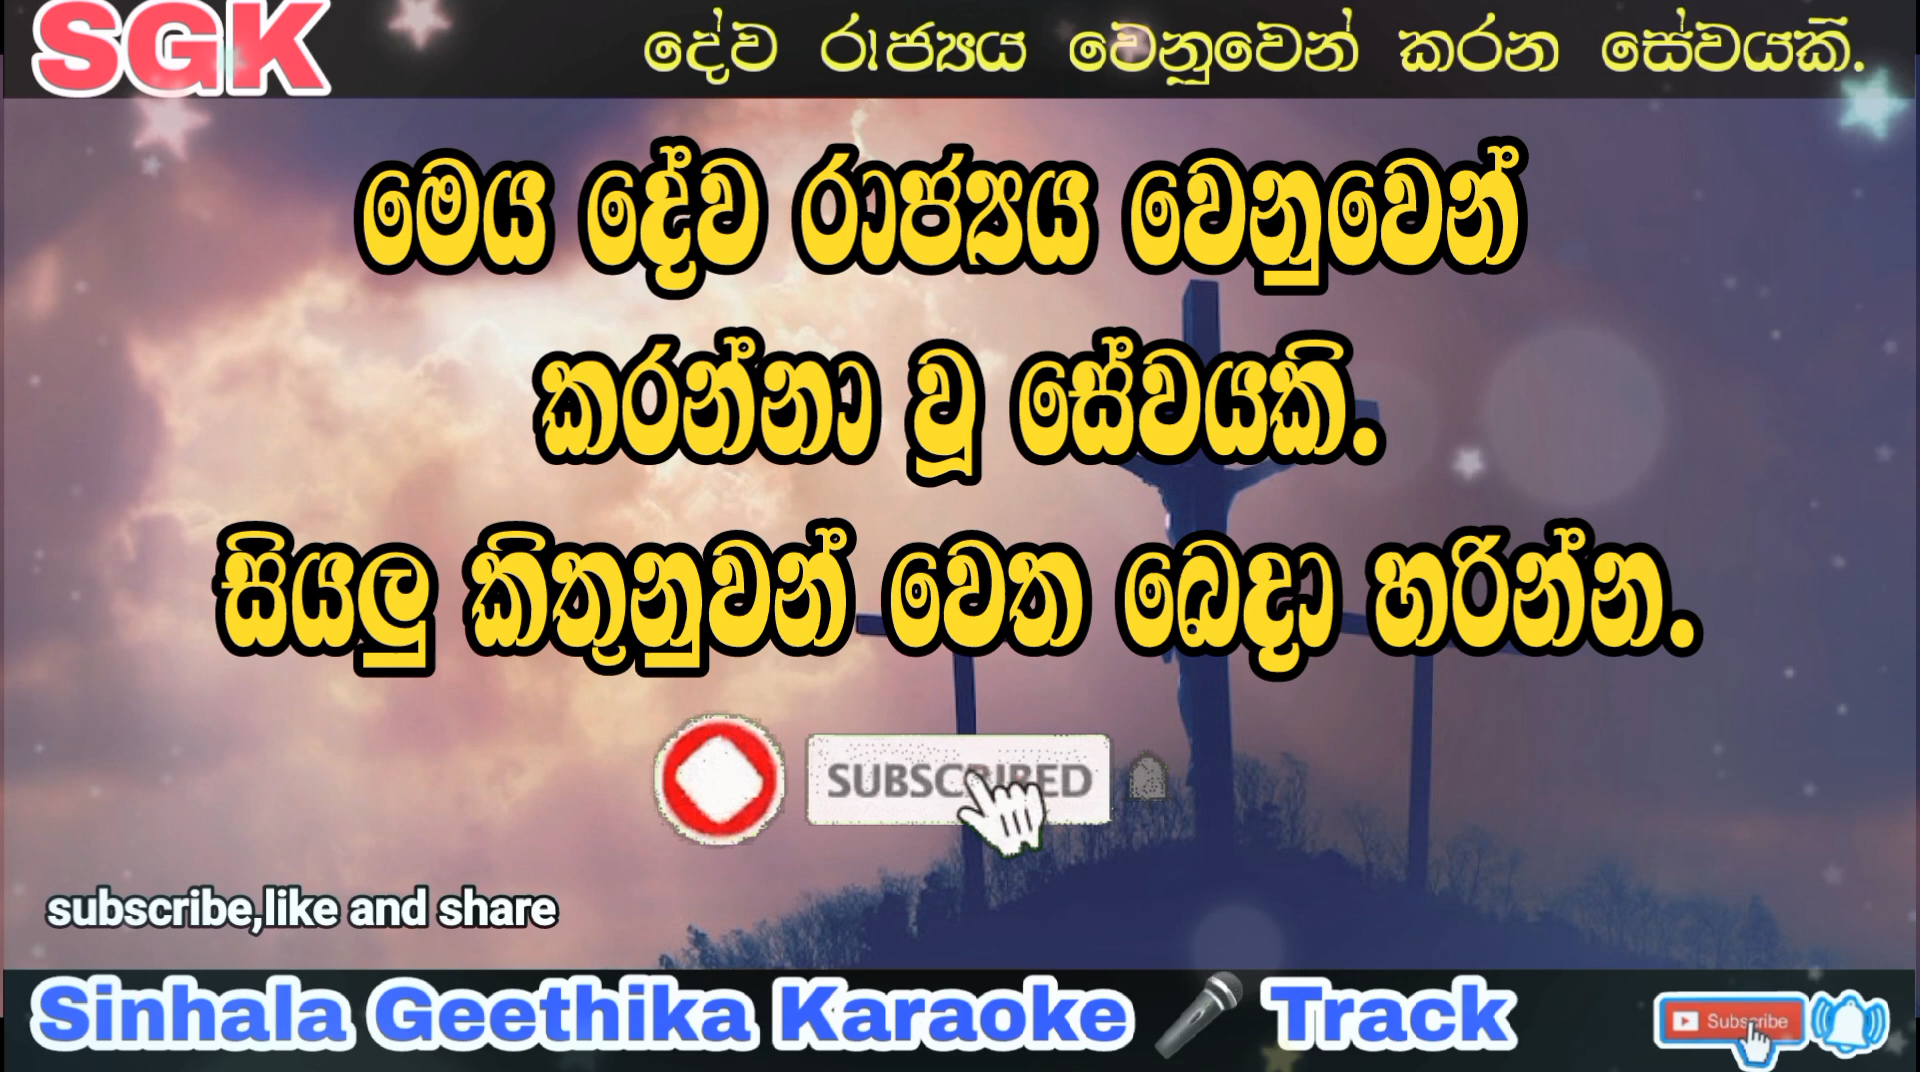 SGK
දේව රාජ්‍යය වෙනුවෙන් කරන සේවයකි.
මෙය දේව රාජ්‍යය වෙනුවෙන්
කරන්නා වූ සේවයකි.
සියලු කිතුනුවන් වෙත බෙදා හරින්න.
SUBSCRIBED
subscribe,like and share
Sinhala Geethika Karaoke Track
Subscribe